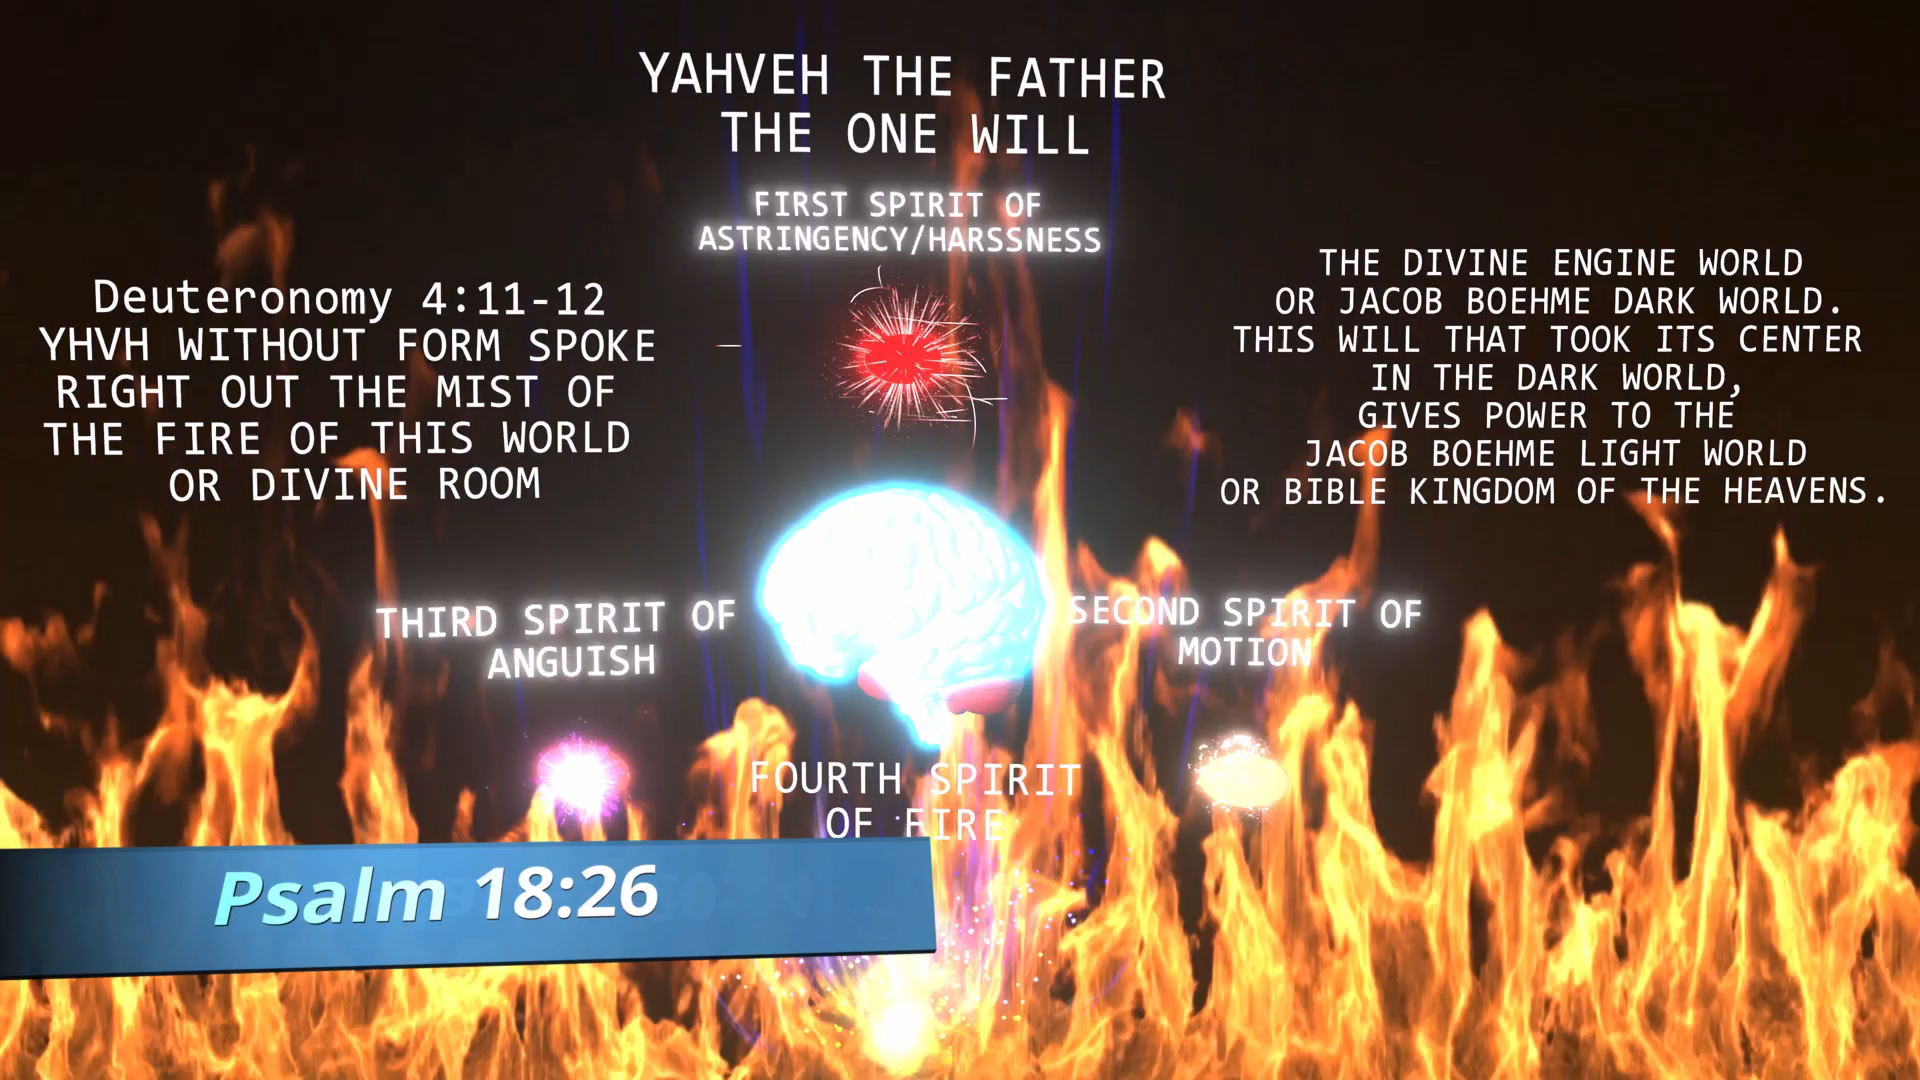 YAHVEH THE FATHER
THE ONE WILL
FIRST SPIRIT OF
ASTRINGENCY/HARSSNESS
Deuteronomy 4:11-12
YHVH WITHOUT FORM SPOKE
RIGHT OUT THE MIST OF
THE FIRE OF THIS WORLD
OR DIVINE ROOM
THE DIVINE ENGINE WORLD
OR JACOB BOEHME DARK WORLD.
THIS WILL THAT TOOK ITS CENTER
IN THE DARK WORLD,
GIVES POWER TO THE
JACOB BOEHME LIGHT WORLD
OR BIBLE KINGDOM OF THE HEAVENS.
THIRD SPIRIT OF
ANGUISH
SECOND SPIRIT OF
MOTION
FOURTH SPIRIT
OF FIRE
Psalm 18:26